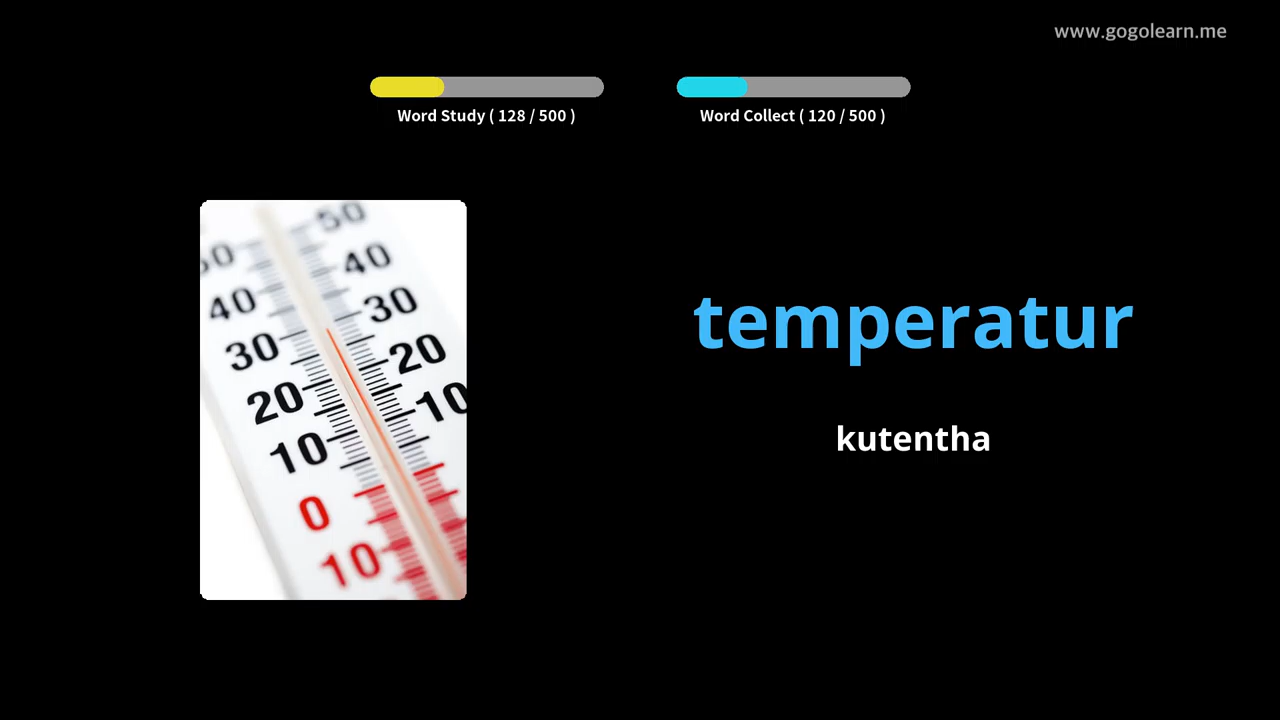 www.gogolearn.me
Word Study ( 128 / 500 )
Word Collect ( 120 / 500 )
50
40
40
30
30
20
20
10
10
0
10
temperatur
kutentha